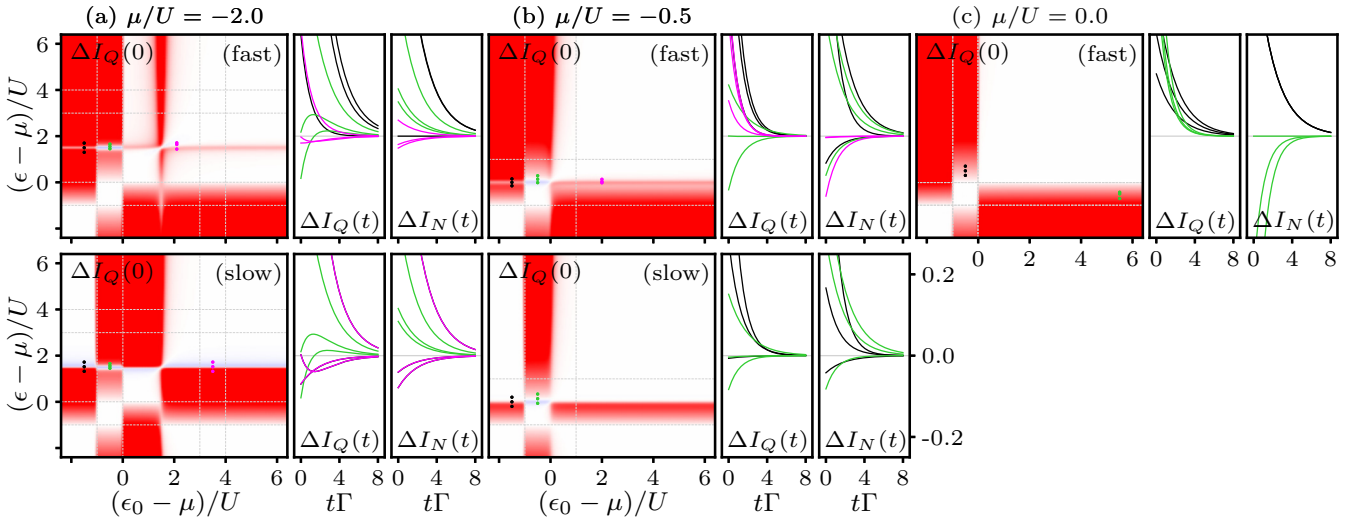 (a) μ/U = −2.0
(b) μ/U = −0.5
(c) μ/U = 0.0
(ϵ − μ)/U
6
4
2
0
ΔI_Q(0) (fast)
ΔI_Q(t)
ΔI_N(t)
ΔI_Q(0) (fast)
ΔI_Q(t)
ΔI_N(t)
ΔI_Q(0) (fast)
ΔI_Q(t)
ΔI_N(t)
0 2 4 6
0 4 8
0 4 8
(ϵ − μ)/U
6
4
2
0
ΔI_Q(0) (slow)
ΔI_Q(t)
ΔI_N(t)
ΔI_Q(0) (slow)
ΔI_Q(t)
ΔI_N(t)
0.2
0.0
-0.2
0 2 4 6
0 4 8
0 4 8
0 2 4 6
0 4 8
0 4 8
(ϵ₀ − μ)/U
tΓ
tΓ
(ϵ₀ − μ)/U
tΓ
tΓ